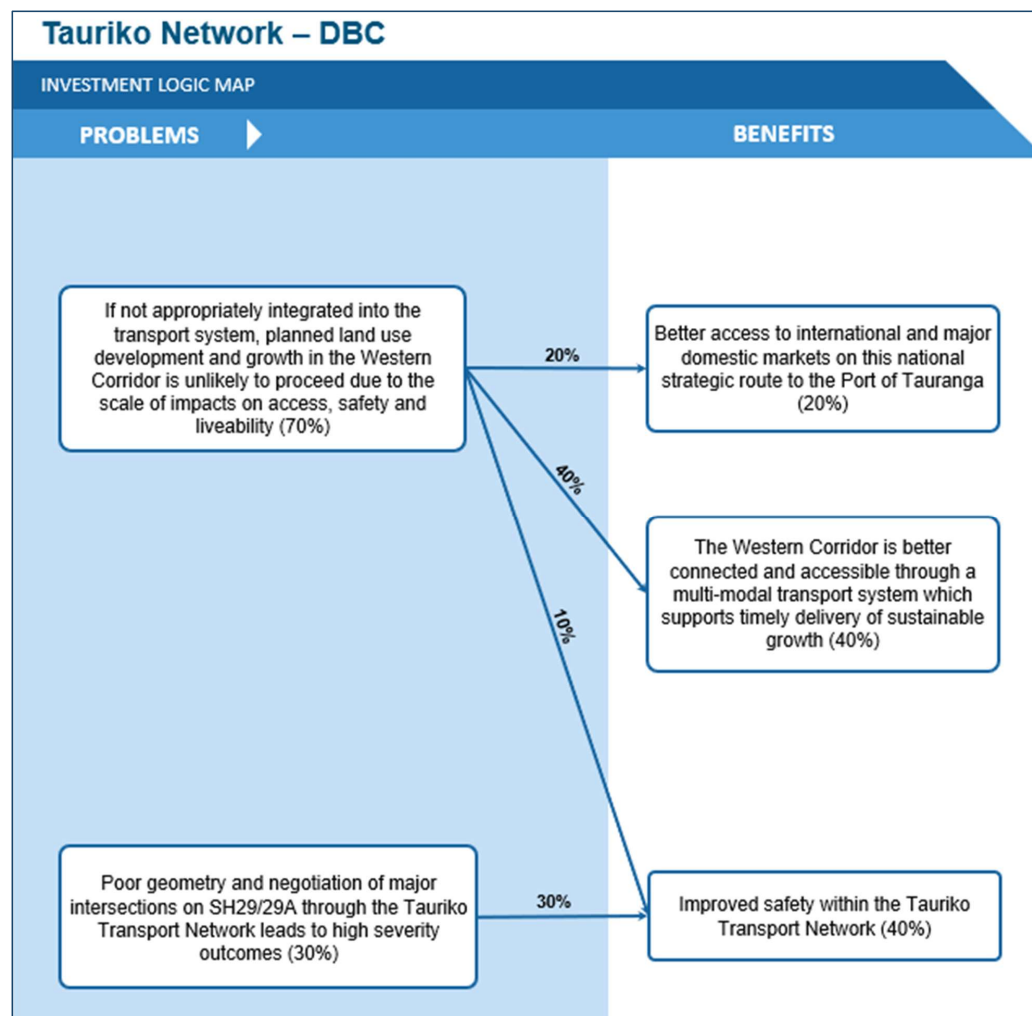 Tauriko Network – DBC
INVESTMENT LOGIC MAP
PROBLEMS
BENEFITS
If not appropriately integrated into the
transport system, planned land use
development and growth in the Western
Corridor is unlikely to proceed due to the
scale of impacts on access, safety and
liveability (70%)
20%
Better access to international and major
domestic markets on this national
strategic route to the Port of Tauranga
(20%)
40%
The Western Corridor is better
connected and accessible through a
multi-modal transport system which
supports timely delivery of sustainable
growth (40%)
10%
Poor geometry and negotiation of major
intersections on SH29/29A through the Tauriko
Transport Network leads to high severity
outcomes (30%)
30%
Improved safety within the Tauriko
Transport Network (40%)